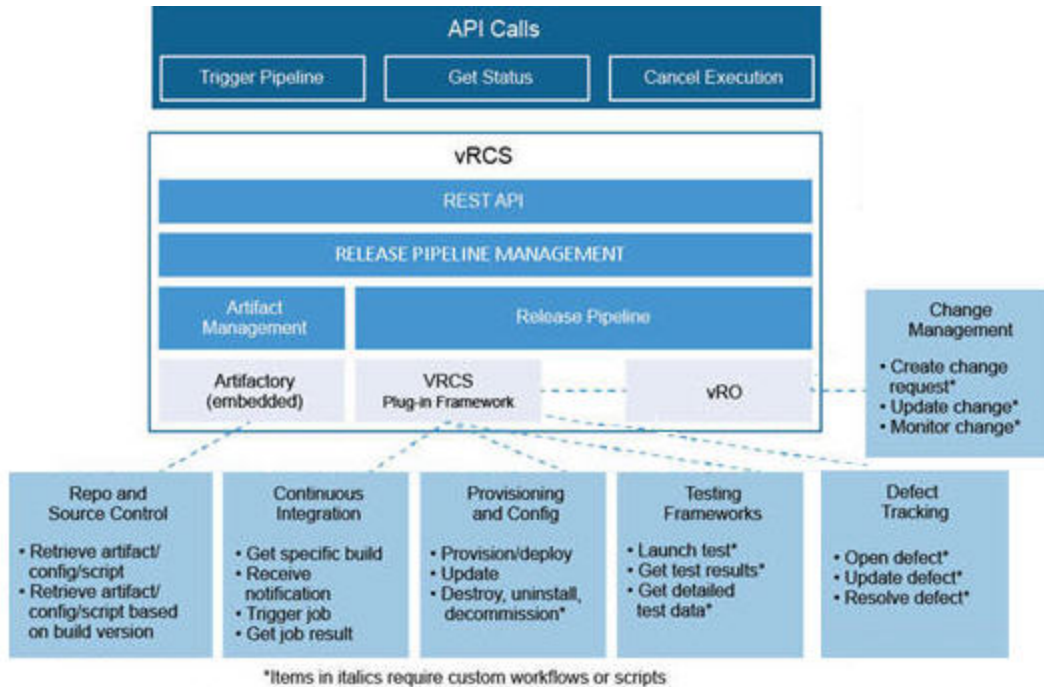 API Calls
Trigger Pipeline
Get Status
Cancel Execution
vRCS
REST API
RELEASE PIPELINE MANAGEMENT
Artifact
Management
Release Pipeline
Artifactory
(embedded)
VRCS
Plug-in Framework
vRO
Change
Management
• Create change
request*
• Update change*
• Monitor change*
Repo and
Source Control
• Retrieve artifact/
config/script
• Retrieve artifact/
config/script based
on build version
Continuous
Integration
• Get specific build
• Receive
notification
• Trigger job
• Get job result
Provisioning
and Config
• Provision/deploy
• Update
• Destroy, uninstall,
decommission*
Testing
Frameworks
• Launch test*
• Get test results*
• Get detailed
test data*
Defect
Tracking
• Open defect*
• Update defect*
• Resolve defect*
*Items in italics require custom workflows or scripts